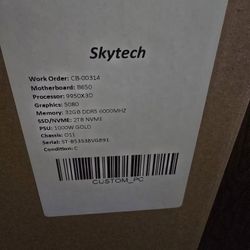 Skytech
Work Order: CB-00314
Motherboard: B650
Processor: 9950X3D
Graphics: 5080
Memory: 32GB DDR5 6000MHZ
SSD/NVME: 2TB NVME
PSU: 1000W GOLD
Chassis: O11
Serial:
Condition: C
CUSTOM_PC